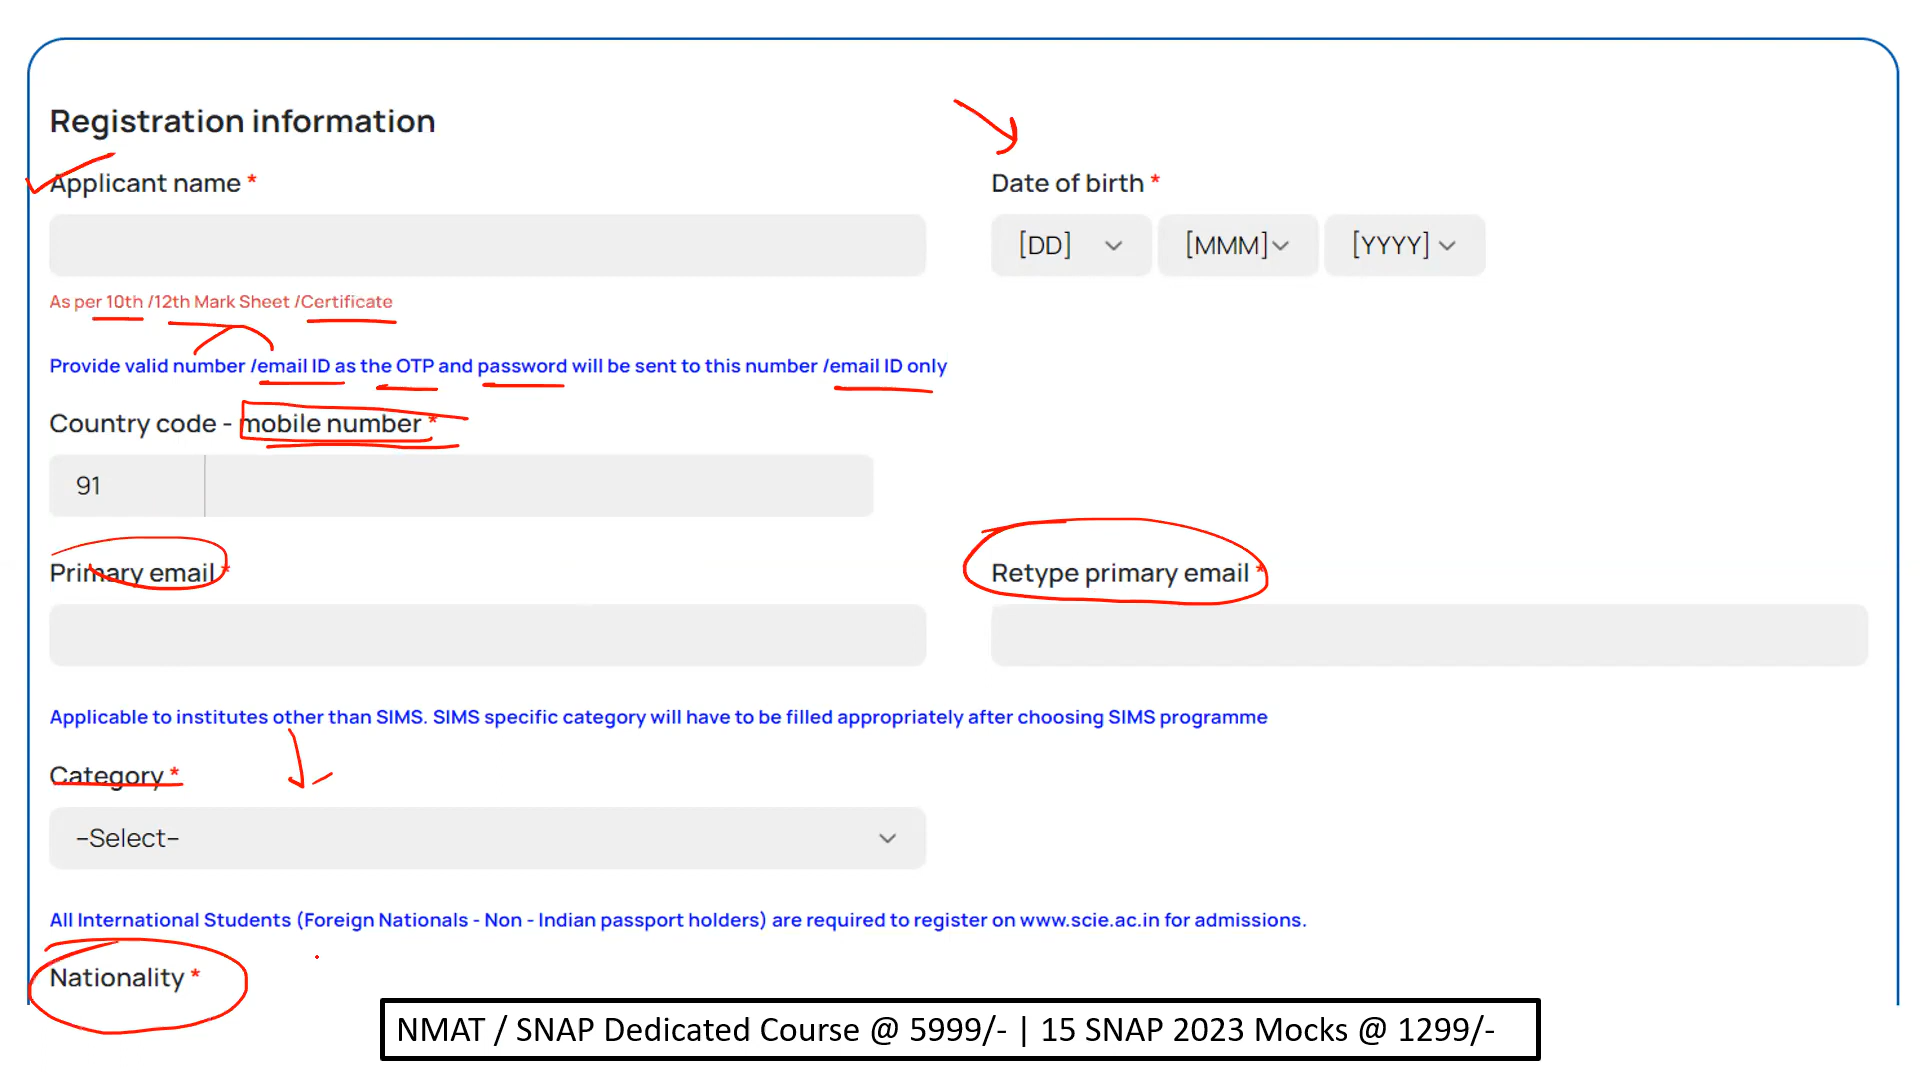 Registration information
Applicant name *
Date of birth *
[DD] [MMM] [YYYY]
As per 10th /12th Mark Sheet /Certificate
Provide valid number /email ID as the OTP and password will be sent to this number /email ID only
Country code - mobile number *
91
Primary email *
Retype primary email *
Applicable to institutes other than SIMS. SIMS specific category will have to be filled appropriately after choosing SIMS programme
Category *
–Select–
All International Students (Foreign Nationals - Non - Indian passport holders) are required to register on www.scie.ac.in for admissions.
Nationality *
NMAT / SNAP Dedicated Course @ 5999/- | 15 SNAP 2023 Mocks @ 1299/-